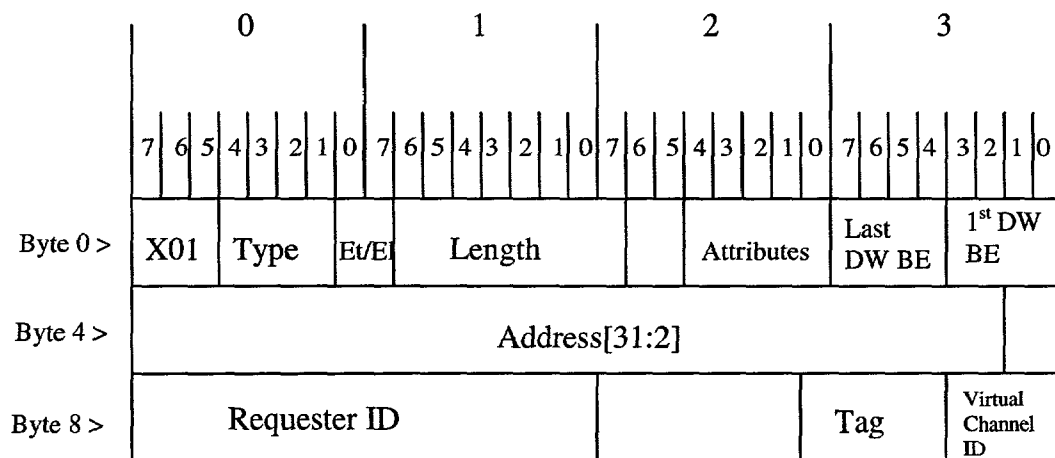 0 1 2 3
7 6 5 4 3 2 1 0 7 6 5 4 3 2 1 0 7 6 5 4 3 2 1 0 7 6 5 4 3 2 1 0
Byte 0 > X01 Type Et/El Length Attributes Last DW BE 1st DW BE
Byte 4 > Address[31:2]
Byte 8 > Requester ID Tag Virtual Channel ID